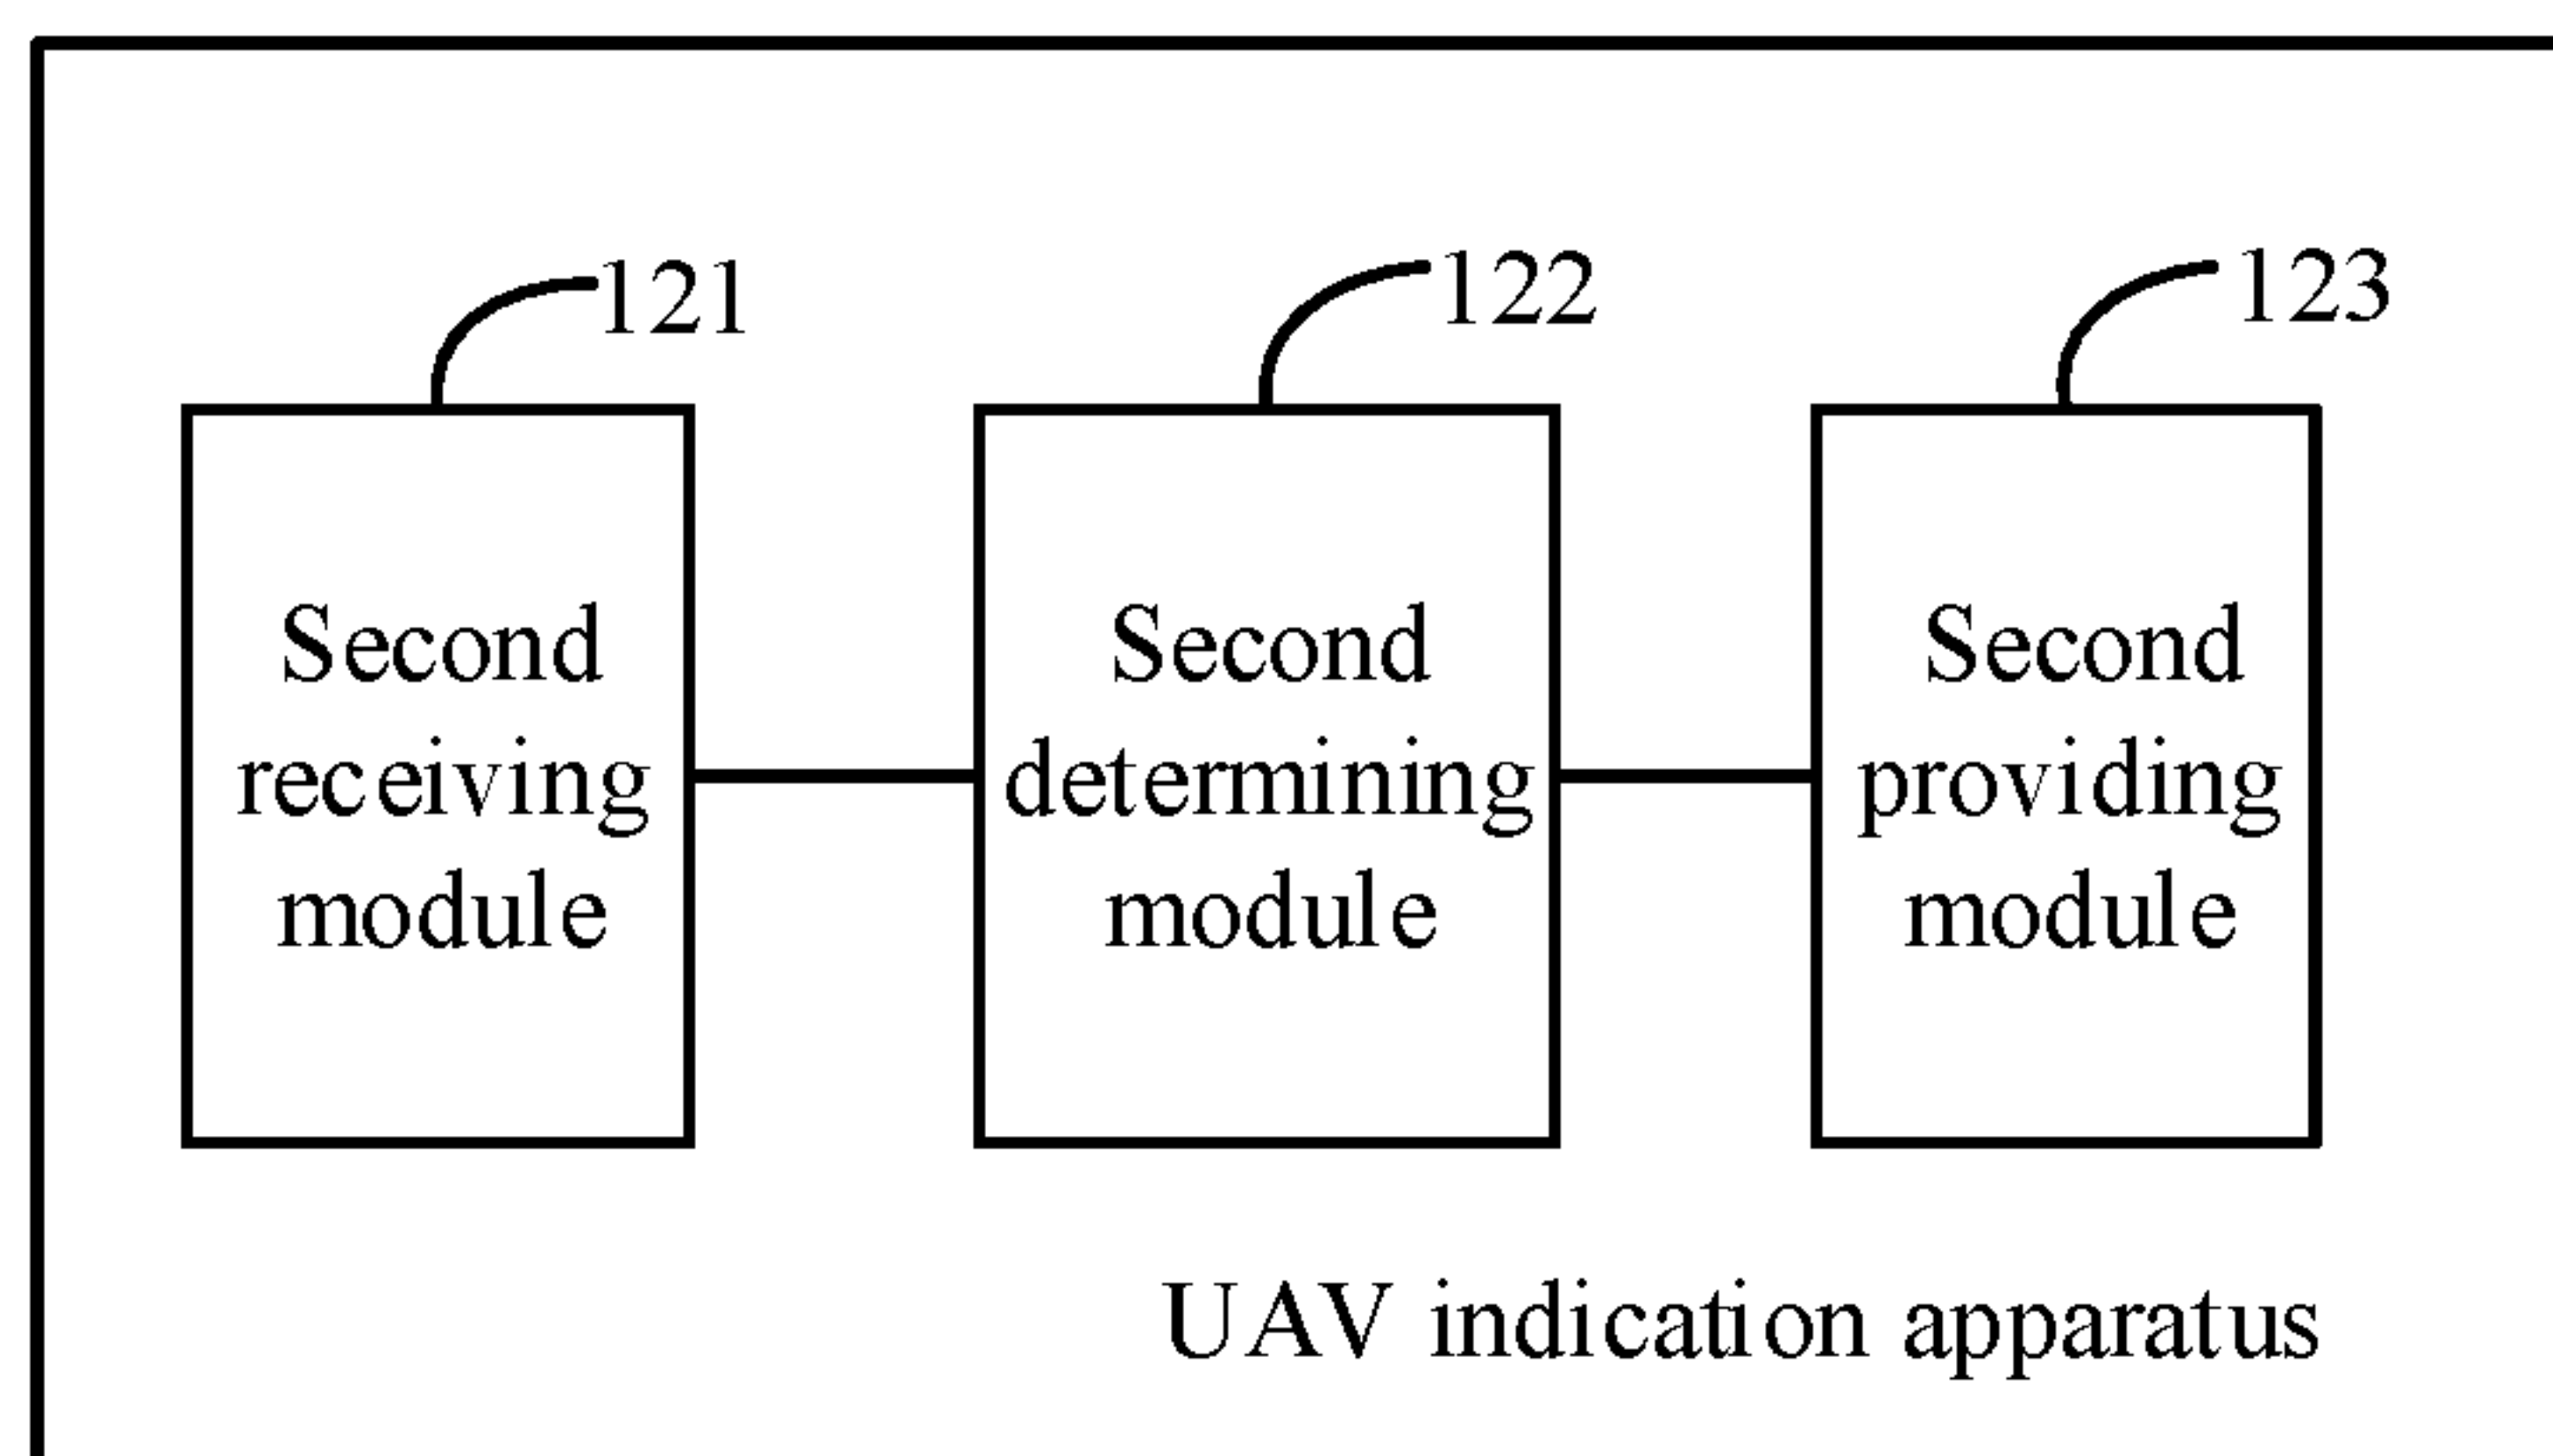 121
122
123
Second
receiving
module
Second
determining
module
Second
providing
module
UAV indication apparatus